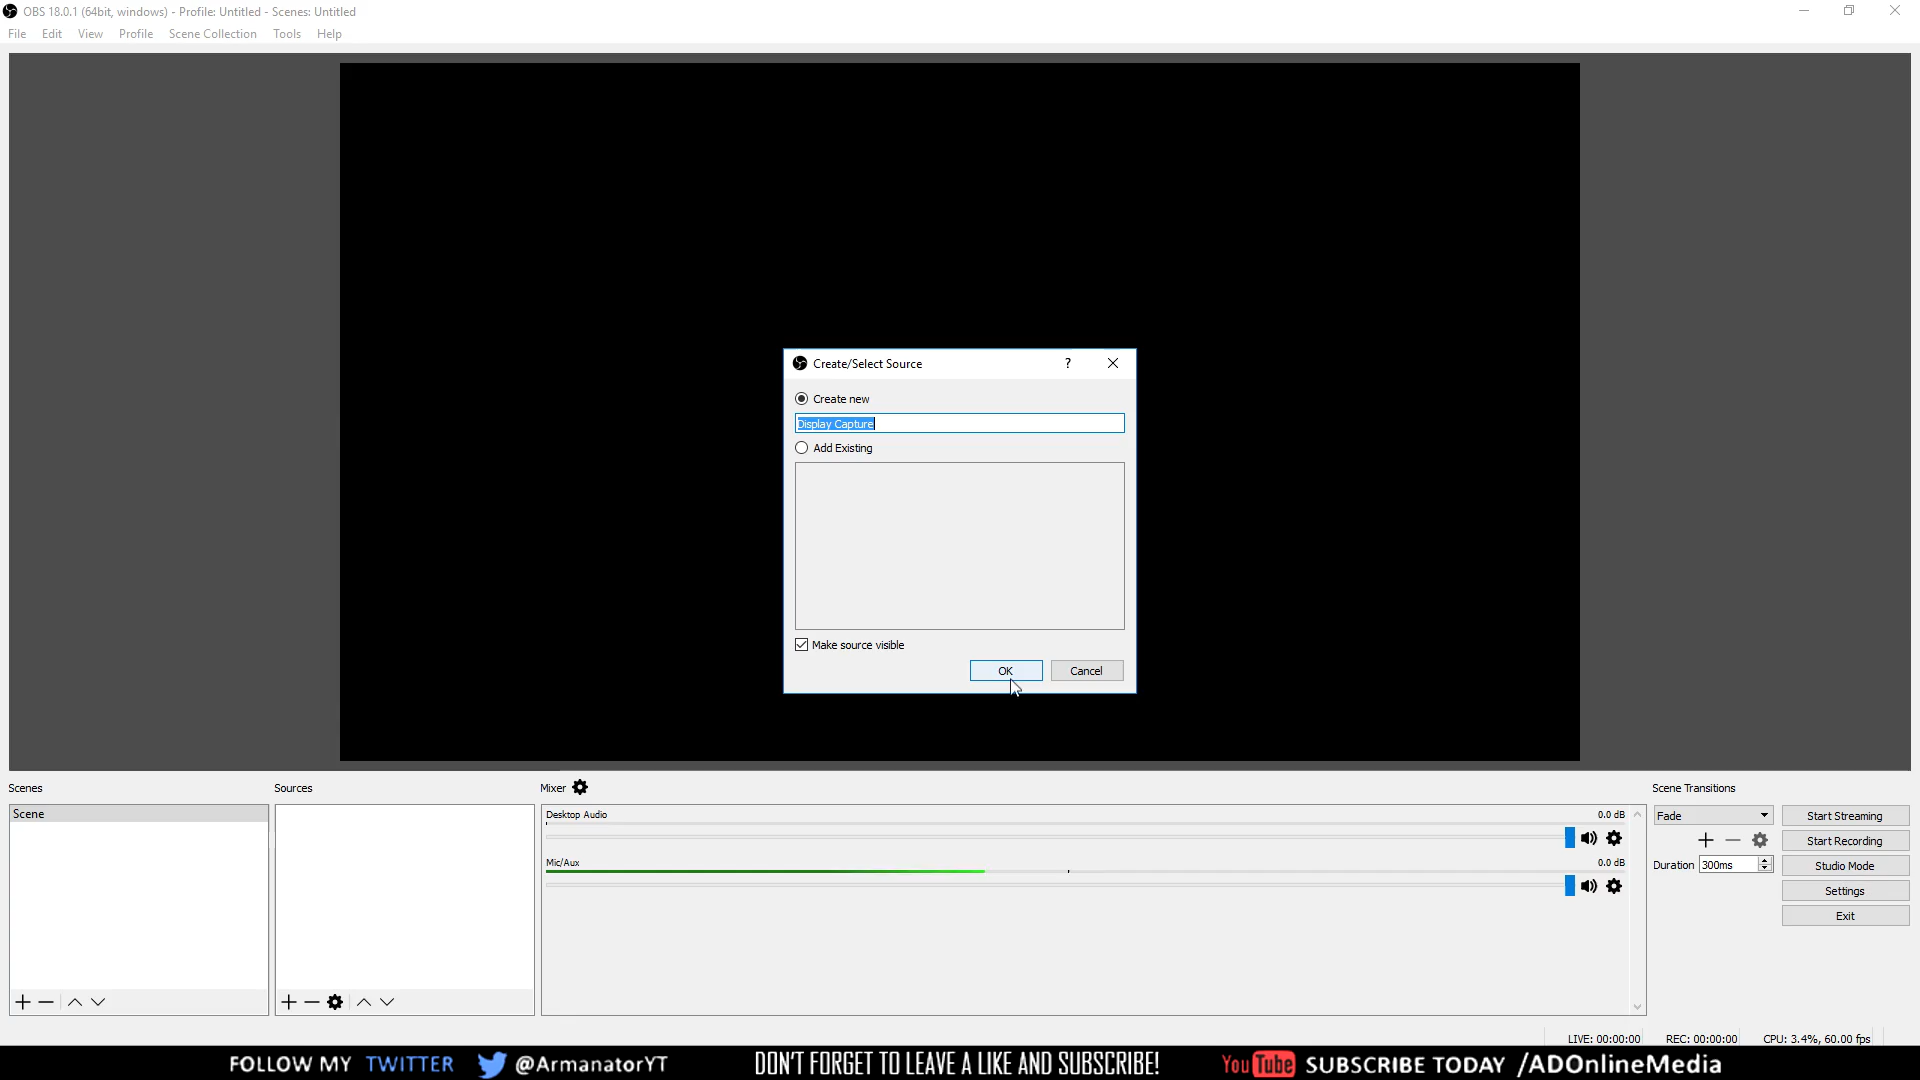 OBS 18.0.1 (64bit, windows) - Profile: Untitled - Scenes: Untitled
File Edit View Profile Scene Collection Tools Help
Create/Select Source ?
Create new
Display Capture
Add Existing
Make source visible
OK Cancel
Scenes
Scene
Sources
Mixer
Desktop Audio 0.0 dB
Mic/Aux 0.0 dB
Scene Transitions
Fade
Duration 300ms
Start Streaming
Start Recording
Studio Mode
Settings
Exit
LIVE: 00:00:00 REC: 00:00:00 CPU: 3.4%, 60.00 fps
FOLLOW MY TWITTER @ArmanatorYT DON'T FORGET TO LEAVE A LIKE AND SUBSCRIBE! YouTube SUBSCRIBE TODAY /ADOnlineMedia